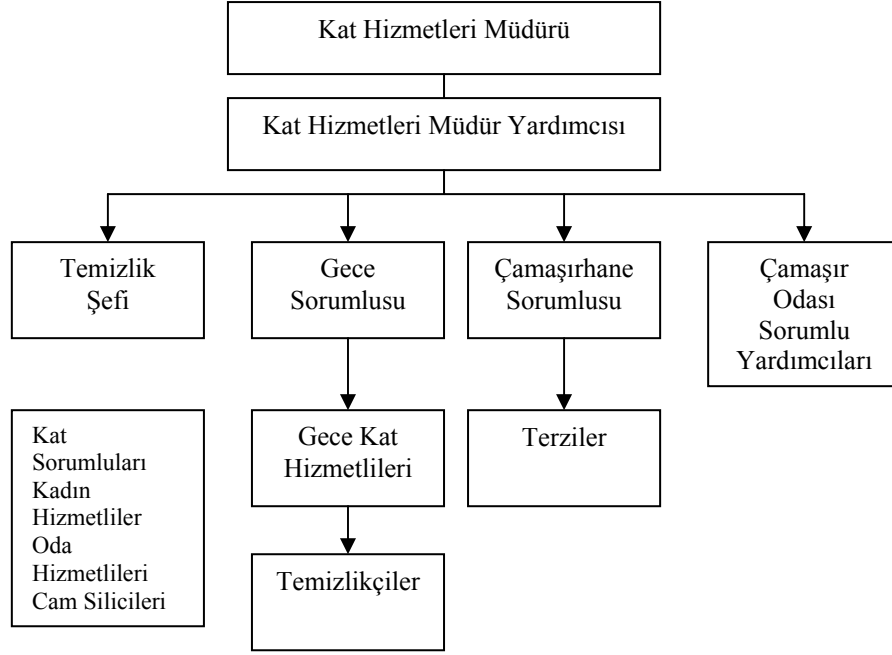 Kat Hizmetleri Müdürü
Kat Hizmetleri Müdür Yardımcısı
Temizlik
Şefi
Gece
Sorumlusu
Çamaşırhane
Sorumlusu
Çamaşır
Odası
Sorumlu
Yardımcıları
Kat
Sorumluları
Kadın
Hizmetliler
Oda
Hizmetlileri
Cam Silicileri
Gece Kat
Hizmetlileri
Terziler
Temizlikçiler